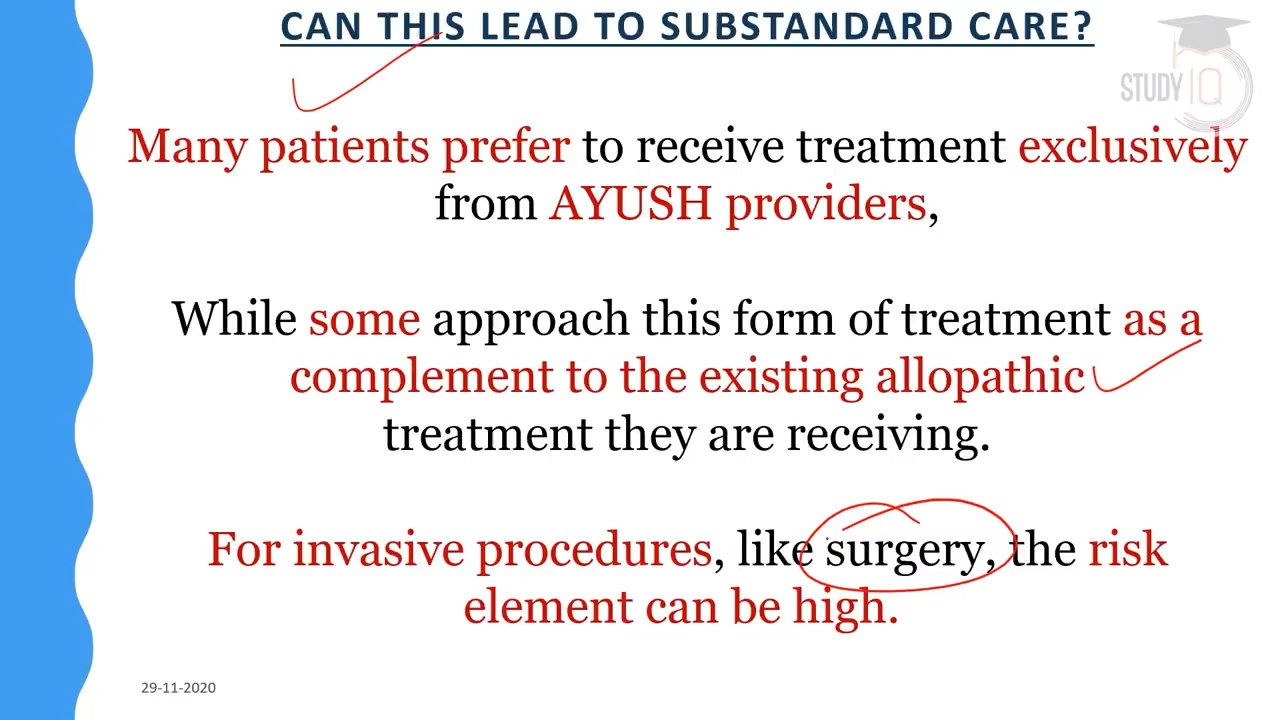 CAN THIS LEAD TO SUBSTANDARD CARE?
STUDY IQ
Many patients prefer to receive treatment exclusively
from AYUSH providers,
While some approach this form of treatment as a
complement to the existing allopathic
treatment they are receiving.
For invasive procedures, like surgery, the risk
element can be high.
29-11-2020